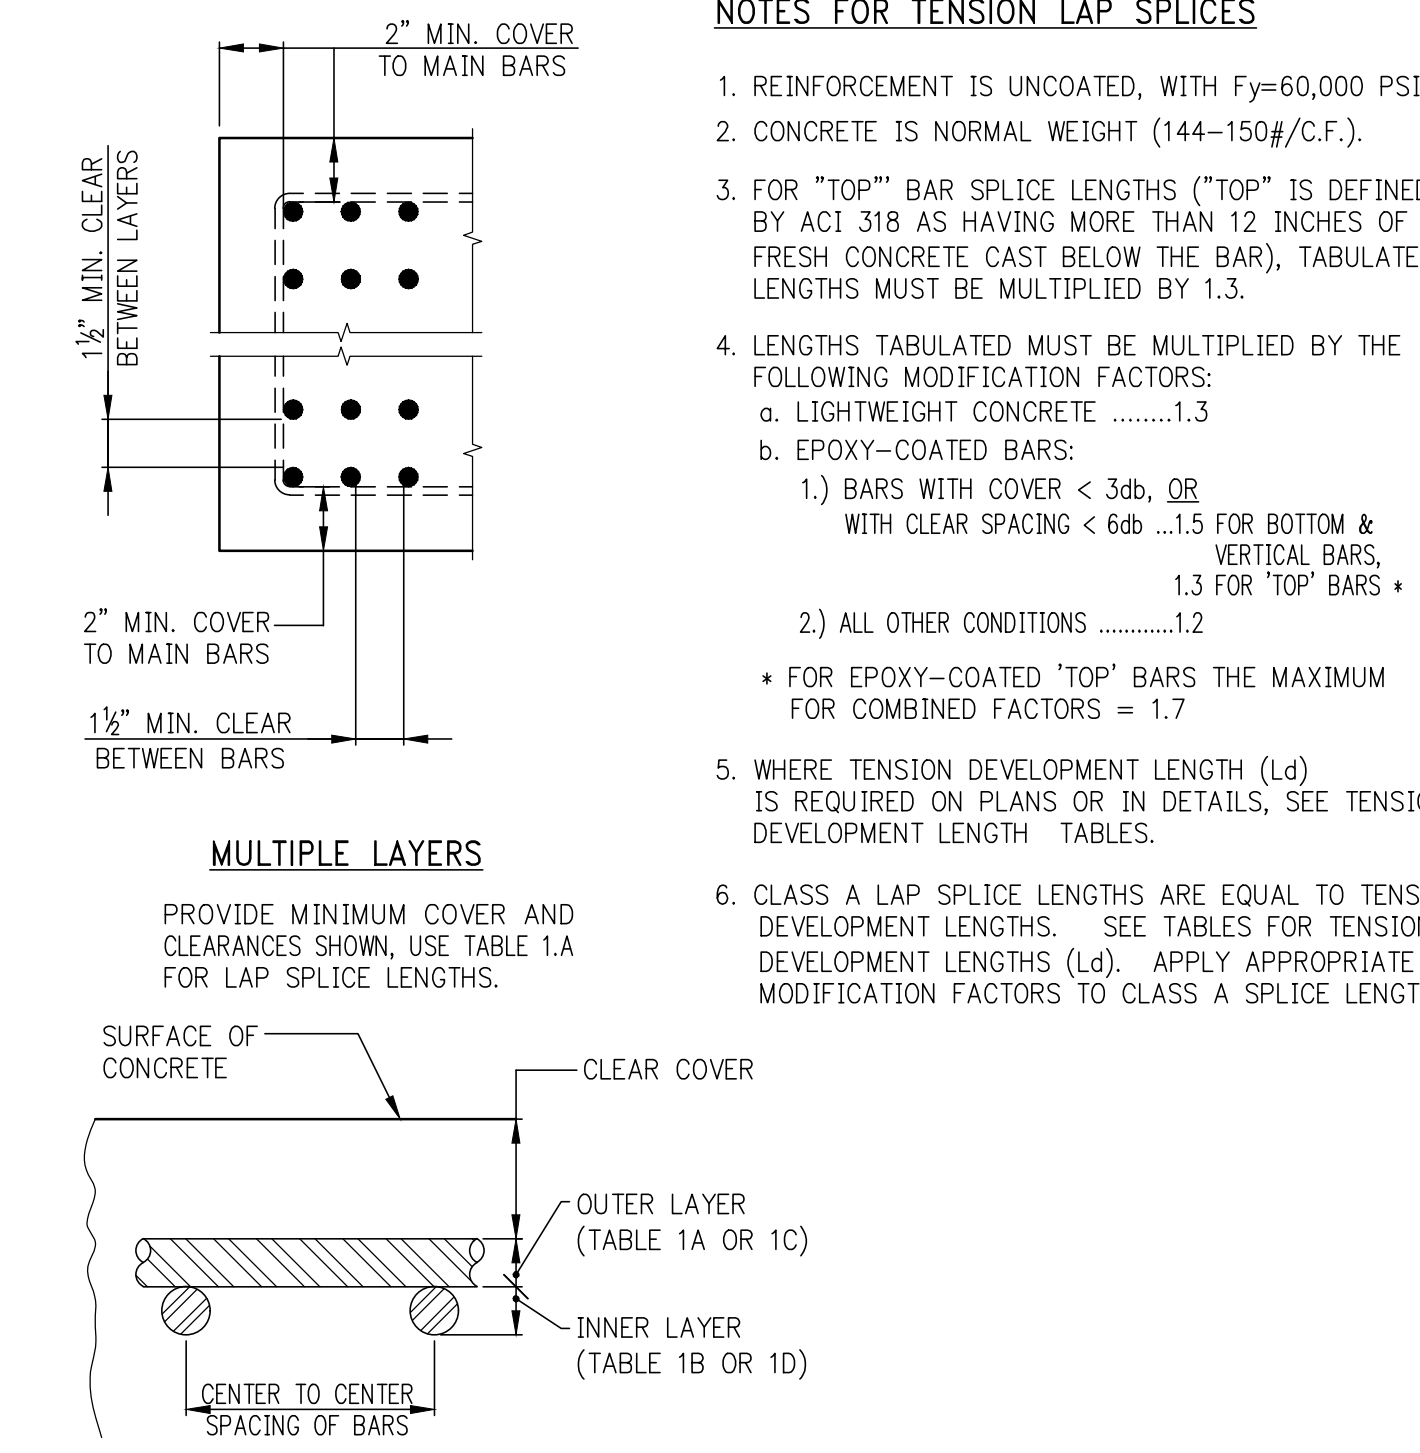 2" MIN. COVER
TO MAIN BARS
1½" MIN. CLEAR
BETWEEN LAYERS
2" MIN. COVER
TO MAIN BARS
1½" MIN. CLEAR
BETWEEN BARS
MULTIPLE LAYERS
PROVIDE MINIMUM COVER AND
CLEARANCES SHOWN, USE TABLE 1.A
FOR LAP SPLICE LENGTHS.
SURFACE OF
CONCRETE
CLEAR COVER
OUTER LAYER
(TABLE 1A OR 1C)
INNER LAYER
(TABLE 1B OR 1D)
CENTER TO CENTER
SPACING OF BARS
NOTES FOR TENSION LAP SPLICES
1. REINFORCEMENT IS UNCOATED, WITH Fy=60,000 PSI
2. CONCRETE IS NORMAL WEIGHT (144-150#/C.F.).
3. FOR "TOP"' BAR SPLICE LENGTHS ("TOP" IS DEFINED
BY ACI 318 AS HAVING MORE THAN 12 INCHES OF
FRESH CONCRETE CAST BELOW THE BAR), TABULATE
LENGTHS MUST BE MULTIPLIED BY 1.3.
4. LENGTHS TABULATED MUST BE MULTIPLIED BY THE
FOLLOWING MODIFICATION FACTORS:
a. LIGHTWEIGHT CONCRETE ........1.3
b. EPOXY-COATED BARS:
1.) BARS WITH COVER < 3db, OR
WITH CLEAR SPACING < 6db ...1.5 FOR BOTTOM &
VERTICAL BARS,
1.3 FOR 'TOP' BARS *
2.) ALL OTHER CONDITIONS ............1.2
* FOR EPOXY-COATED 'TOP' BARS THE MAXIMUM
FOR COMBINED FACTORS = 1.7
5. WHERE TENSION DEVELOPMENT LENGTH (Ld)
IS REQUIRED ON PLANS OR IN DETAILS, SEE TENSIO
DEVELOPMENT LENGTH TABLES.
6. CLASS A LAP SPLICE LENGTHS ARE EQUAL TO TENS
DEVELOPMENT LENGTHS. SEE TABLES FOR TENSION
DEVELOPMENT LENGTHS (Ld). APPLY APPROPRIATE
MODIFICATION FACTORS TO CLASS A SPLICE LENGT